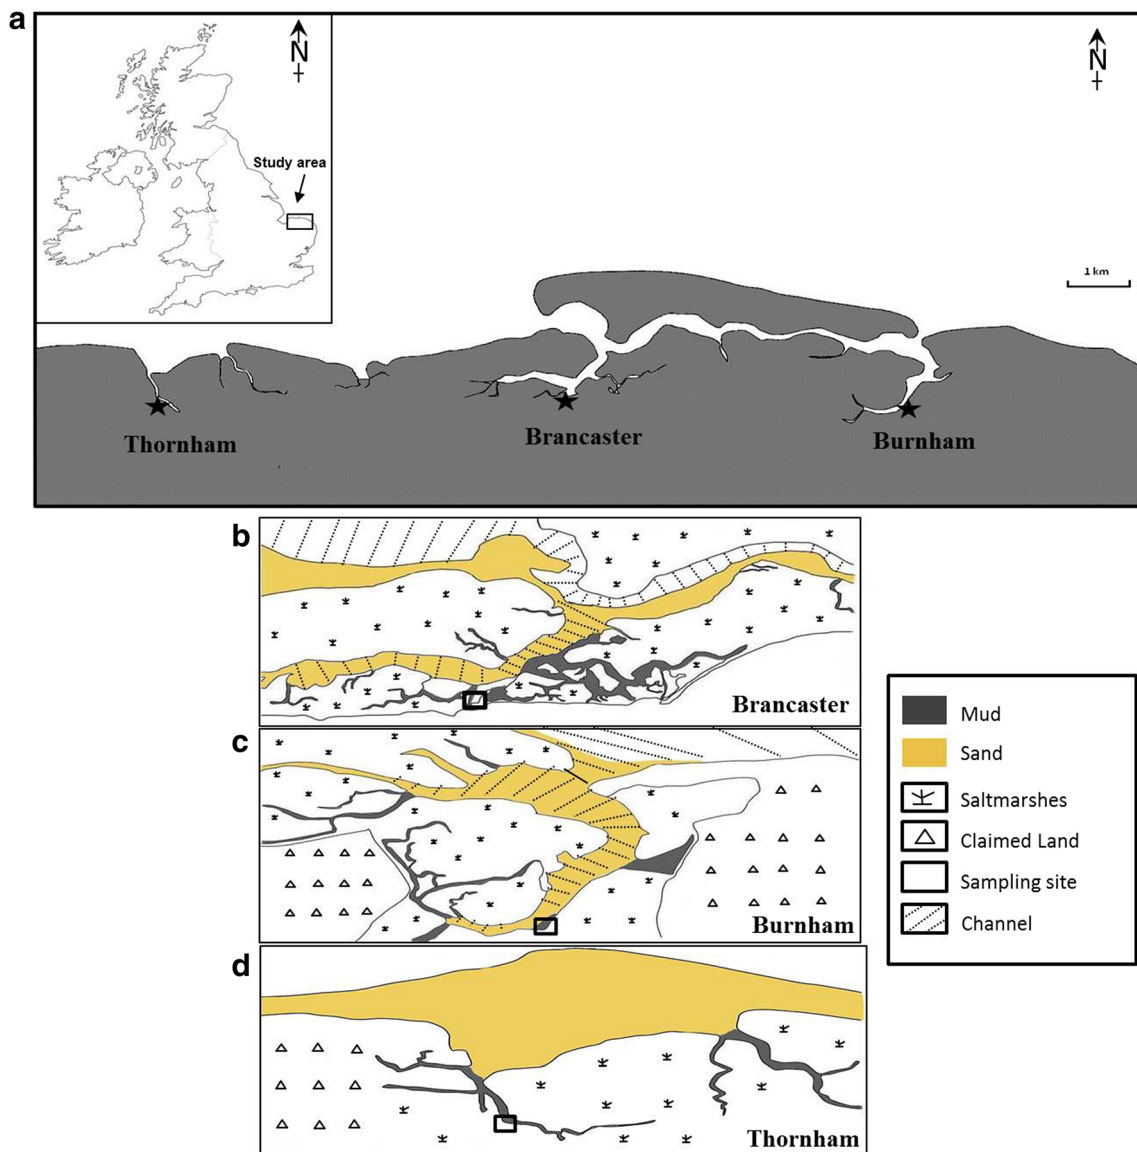 a
N
Study area
N
1 km
Thornham
Brancaster
Burnham
b
Brancaster
c
Burnham
d
Thornham
Mud
Sand
Saltmarshes
Claimed Land
Sampling site
Channel